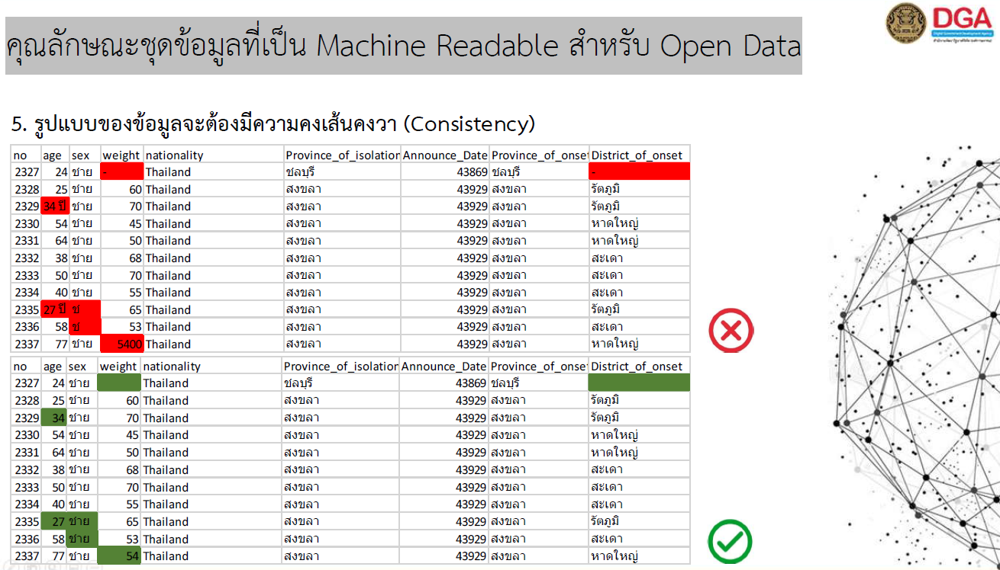 คุณลักษณะชุดข้อมูลที่เป็น Machine Readable สำหรับ Open Data
DGA
Digital Government Development Agency
5. รูปแบบของข้อมูลจะต้องมีความคงเส้นคงวา (Consistency)
no age sex weight nationality Province_of_isolation Announce_Date Province_of_onset District_of_onset
2327 24 ชาย - Thailand ชลบุรี 43869 ชลบุรี -
2328 25 ชาย 60 Thailand สงขลา 43929 สงขลา รัตภูมิ
2329 34 ปี ชาย 70 Thailand สงขลา 43929 สงขลา รัตภูมิ
2330 54 ชาย 45 Thailand สงขลา 43929 สงขลา หาดใหญ่
2331 64 ชาย 50 Thailand สงขลา 43929 สงขลา หาดใหญ่
2332 38 ชาย 68 Thailand สงขลา 43929 สงขลา สะเดา
2333 50 ชาย 70 Thailand สงขลา 43929 สงขลา สะเดา
2334 40 ชาย 55 Thailand สงขลา 43929 สงขลา สะเดา
2335 27 ปี ช 65 Thailand สงขลา 43929 สงขลา รัตภูมิ
2336 58 ช 53 Thailand สงขลา 43929 สงขลา สะเดา
2337 77 ชาย 5400 Thailand สงขลา 43929 สงขลา หาดใหญ่
no age sex weight nationality Province_of_isolation Announce_Date Province_of_onset District_of_onset
2327 24 ชาย Thailand ชลบุรี 43869 ชลบุรี
2328 25 ชาย 60 Thailand สงขลา 43929 สงขลา รัตภูมิ
2329 34 ชาย 70 Thailand สงขลา 43929 สงขลา รัตภูมิ
2330 54 ชาย 45 Thailand สงขลา 43929 สงขลา หาดใหญ่
2331 64 ชาย 50 Thailand สงขลา 43929 สงขลา หาดใหญ่
2332 38 ชาย 68 Thailand สงขลา 43929 สงขลา สะเดา
2333 50 ชาย 70 Thailand สงขลา 43929 สงขลา สะเดา
2334 40 ชาย 55 Thailand สงขลา 43929 สงขลา สะเดา
2335 27 ชาย 65 Thailand สงขลา 43929 สงขลา รัตภูมิ
2336 58 ชาย 53 Thailand สงขลา 43929 สงขลา สะเดา
2337 77 ชาย 54 Thailand สงขลา 43929 สงขลา หาดใหญ่